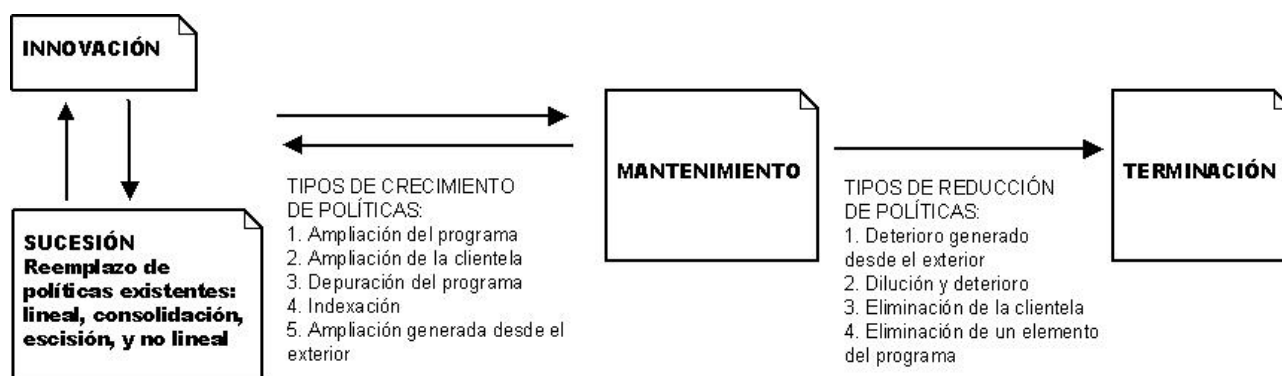 INNOVACIÓN
SUCESIÓN
Reemplazo de
políticas existentes:
lineal, consolidación,
escisión, y no lineal
TIPOS DE CRECIMIENTO
DE POLÍTICAS:
1. Ampliación del programa
2. Ampliación de la clientela
3. Depuración del programa
4. Indexación
5. Ampliación generada desde el
exterior
MANTENIMIENTO
TIPOS DE REDUCCIÓN
DE POLÍTICAS:
1. Deterioro generado
desde el exterior
2. Dilución y deterioro
3. Eliminación de la clientela
4. Eliminación de un elemento
del programa
TERMINACIÓN